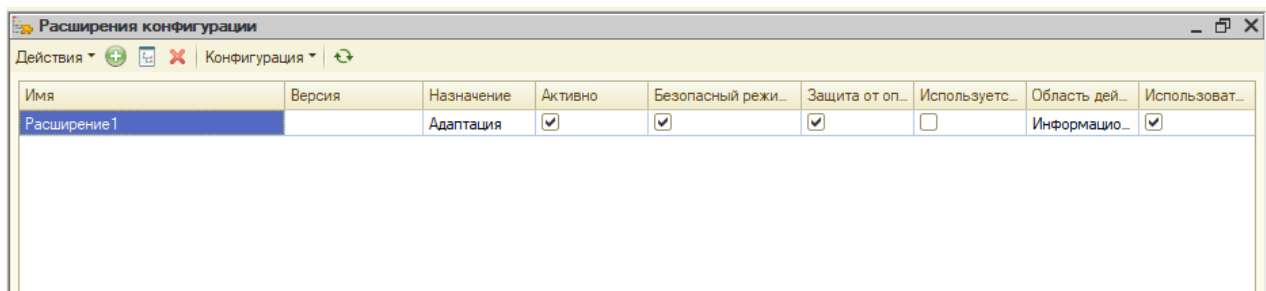 Расширения конфигурации
Действия Конфигурация
Имя Версия Назначение Активно Безопасный режи... Защита от оп... Используетс... Область дей... Использоват...
Расширение1 Адаптация Информацио...